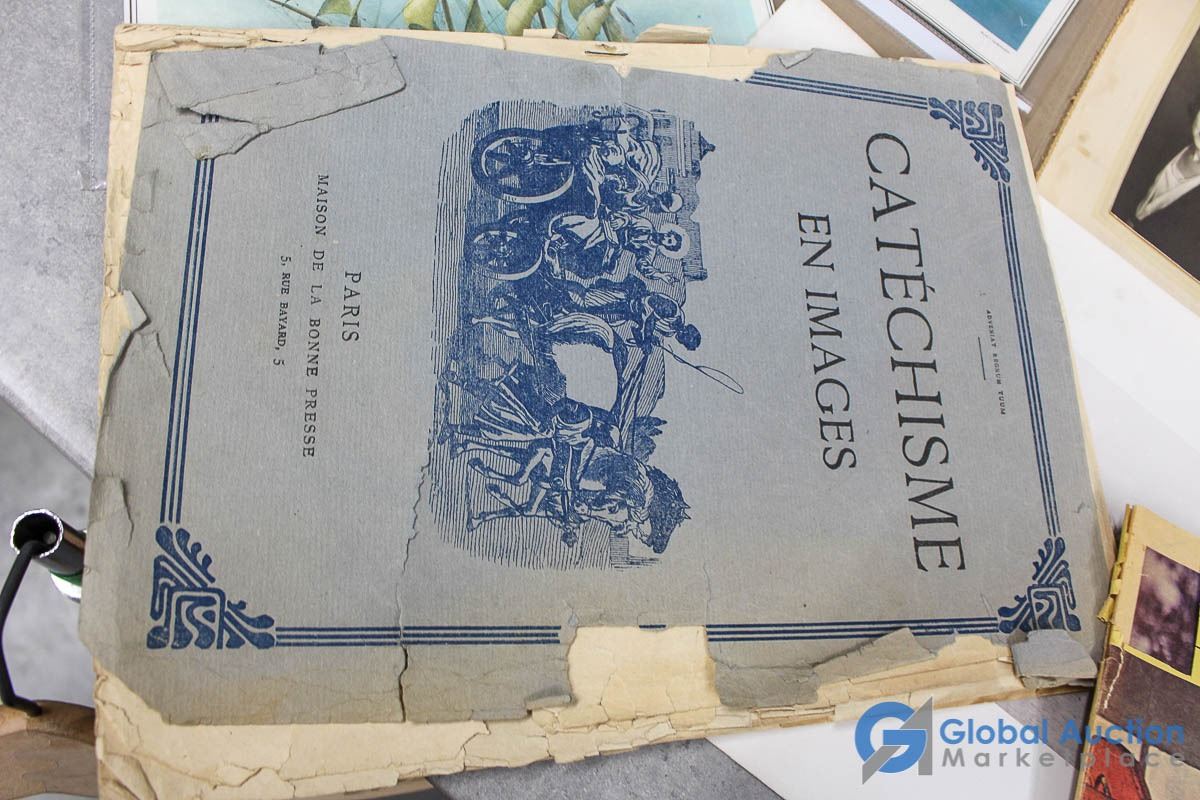 ADVENIAT REGNUM TUUM
CATÉCHISME
EN IMAGES
PARIS
MAISON DE LA BONNE PRESSE
5, RUE BAYARD, 5
Global Auction
Marketplace